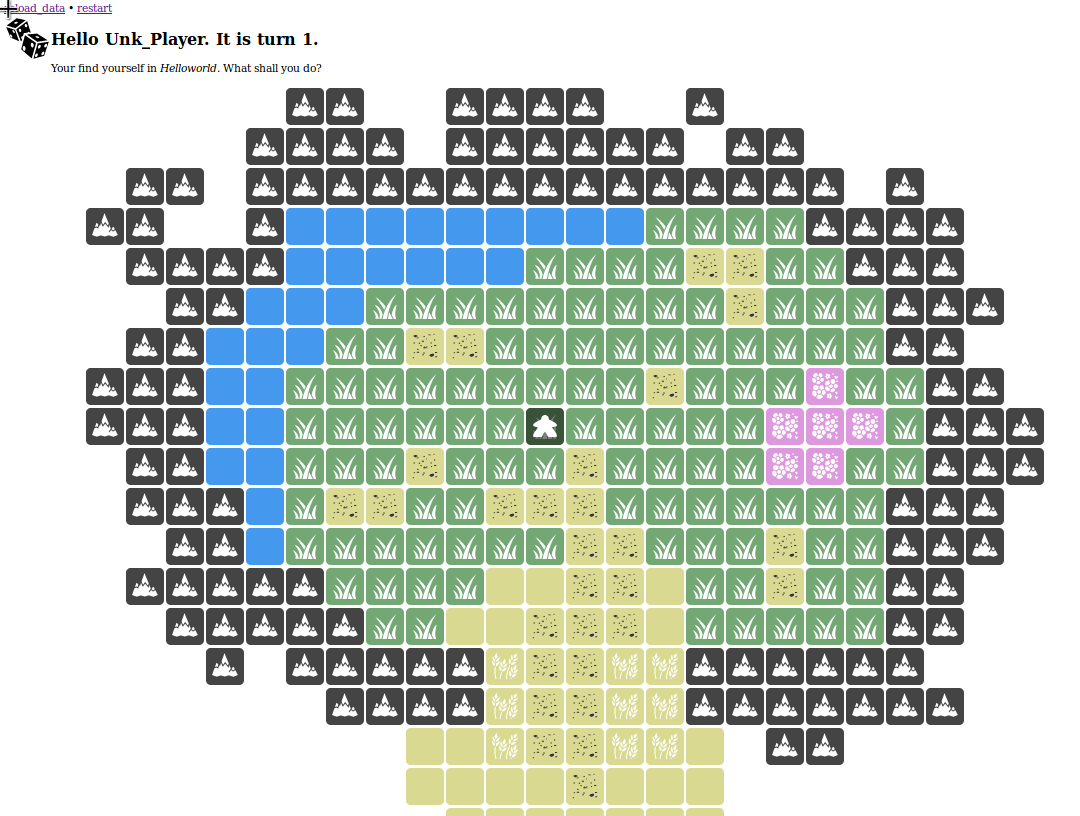 load_data • restart
Hello Unk_Player. It is turn 1.
Your find yourself in Helloworld. What shall you do?